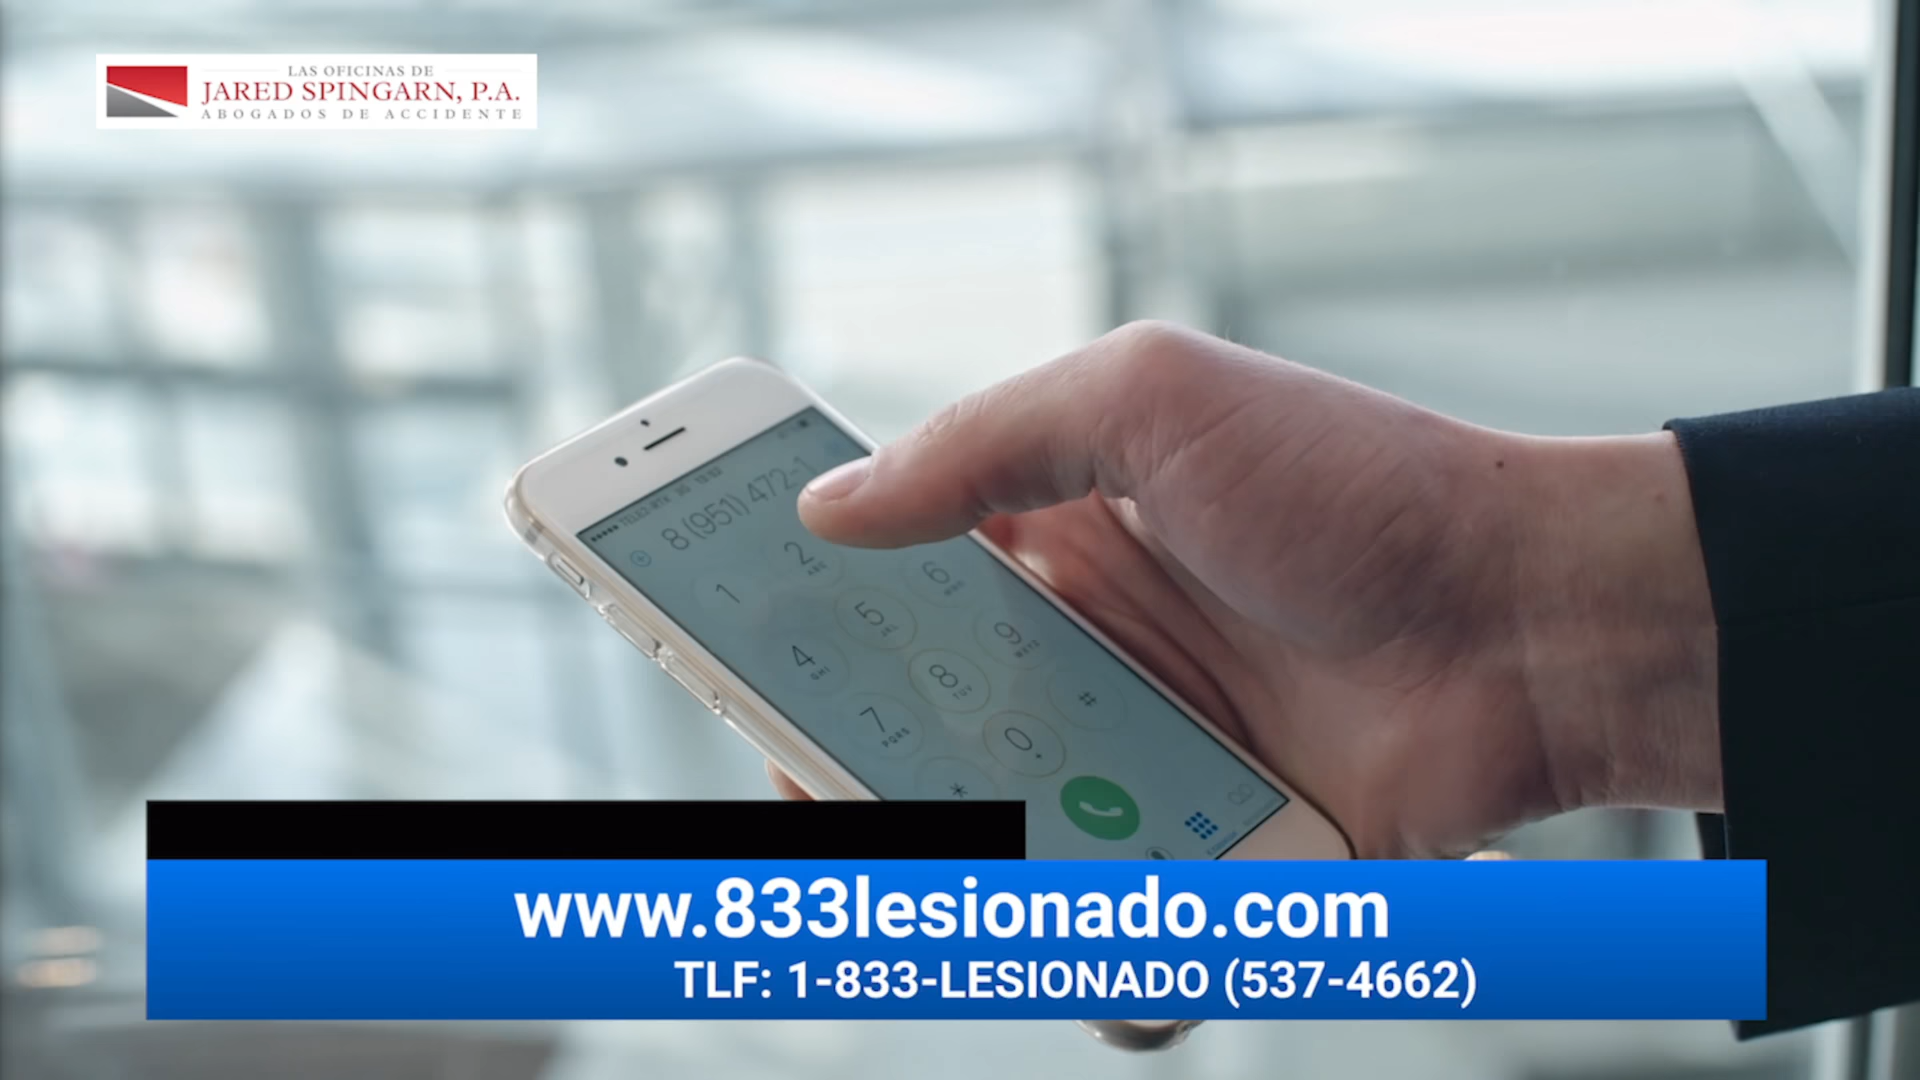 LAS OFICINAS DE
JARED SPINGARN, P.A.
ABOGADOS DE ACCIDENTE
8 (951) 472-1
1
2
ABC
4
GHI
5
JKL
6
7
PQRS
8
TUV
9
WXYZ
*
0
+
#
www.833lesionado.com
TLF: 1-833-LESIONADO (537-4662)